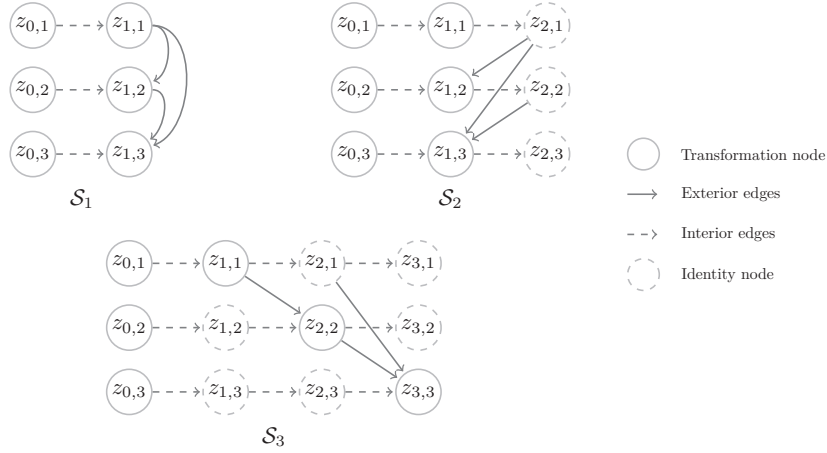 z0,1 z1,1
z0,2 z1,2
z0,3 z1,3
S1
z0,1 z1,1 z2,1
z0,2 z1,2 z2,2
z0,3 z1,3 z2,3
S2
Transformation node
Exterior edges
Interior edges
Identity node
z0,1 z1,1 z2,1 z3,1
z0,2 z1,2 z2,2 z3,2
z0,3 z1,3 z2,3 z3,3
S3